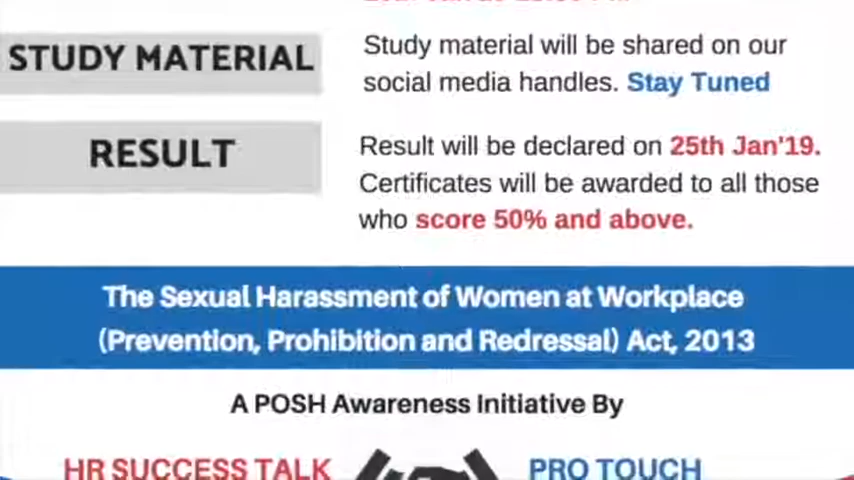 STUDY MATERIAL
Study material will be shared on our
social media handles. Stay Tuned
RESULT
Result will be declared on 25th Jan'19.
Certificates will be awarded to all those
who score 50% and above.
The Sexual Harassment of Women at Workplace
(Prevention, Prohibition and Redressal) Act, 2013
A POSH Awareness Initiative By
HR SUCCESS TALK
PRO TOUCH